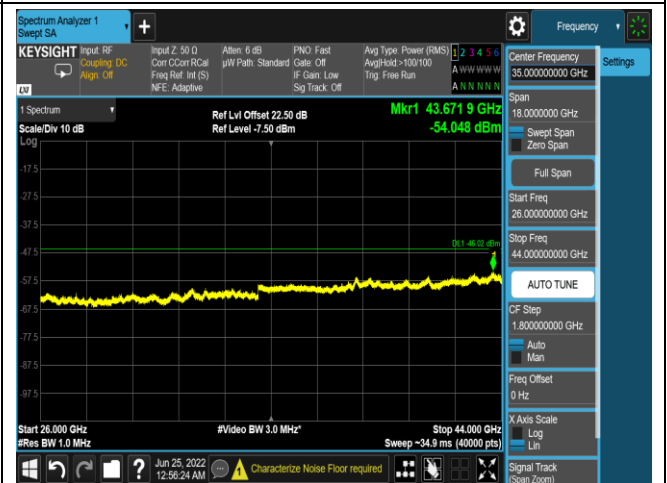 Spectrum Analyzer 1
Swept SA
+
Frequency
KEYSIGHT
Input: RF
Coupling: DC
Align: Off
Input Z: 50 Ω
Corr CCorr RCal
Freq Ref: Int (S)
NFE: Adaptive
Atten: 6 dB
µW Path: Standard
PNO: Fast
Gate: Off
IF Gain: Low
Sig Track: Off
Avg Type: Power (RMS)
Avg|Hold:>100/100
Trig: Free Run
1 2 3 4 5 6
A W W W W W
A N N N N N
LXI
1 Spectrum
Scale/Div 10 dB
Log
Ref Lvl Offset 22.50 dB
Ref Level -7.50 dBm
Mkr1 43.671 9 GHz
-54.048 dBm
-17.5
-27.5
-37.5
-47.5
-57.5
-67.5
-77.5
-87.5
-97.5
DL1 -46.02 dBm
1
Start 26.000 GHz
#Res BW 1.0 MHz
#Video BW 3.0 MHz*
Stop 44.000 GHz
Sweep ~34.9 ms (40000 pts)
Center Frequency
35.000000000 GHz
Settings
Span
18.0000000 GHz
Swept Span
Zero Span
Full Span
Start Freq
26.000000000 GHz
Stop Freq
44.000000000 GHz
AUTO TUNE
CF Step
1.800000000 GHz
Auto
Man
Freq Offset
0 Hz
X Axis Scale
Log
Lin
Signal Track
(Span Zoom)
?
Jun 25, 2022
12:56:24 AM
Characterize Noise Floor required